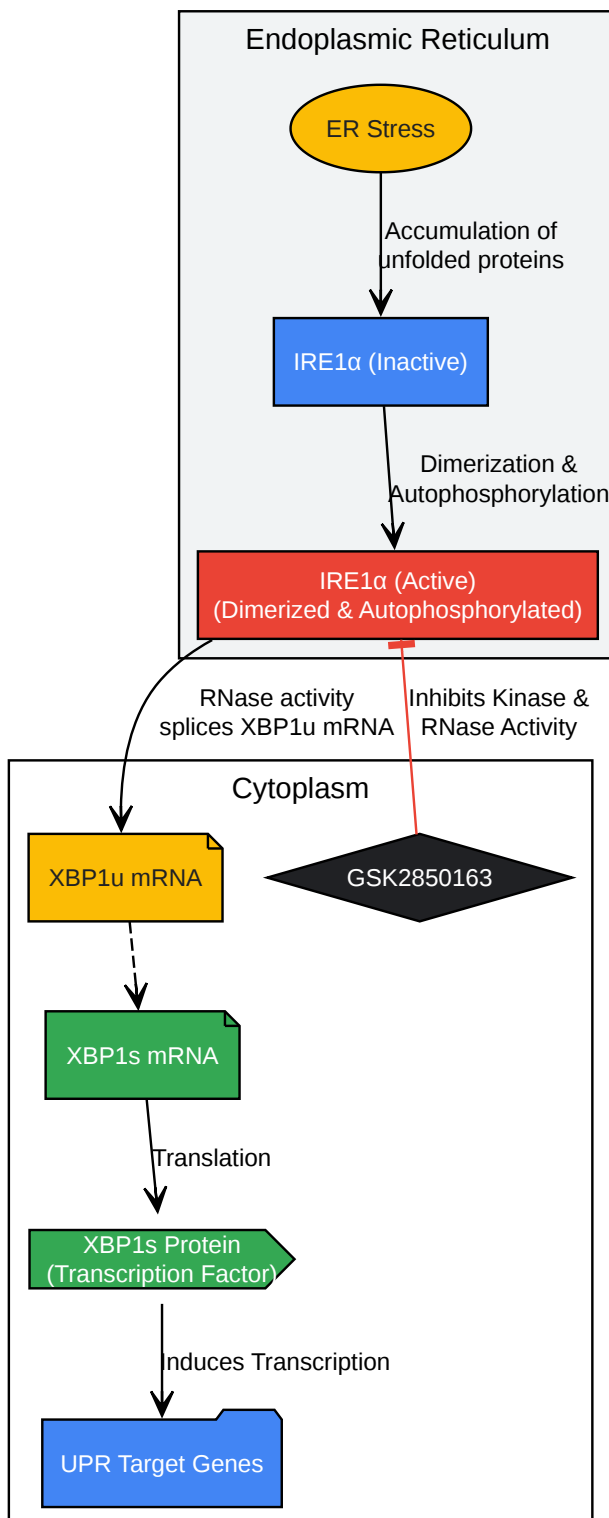 Endoplasmic Reticulum
ER Stress
Accumulation of
unfolded proteins
IRE1α (Inactive)
Dimerization &
Autophosphorylation
IRE1α (Active)
(Dimerized & Autophosphorylated)
RNase activity
splices XBP1u mRNA
Inhibits Kinase &
RNase Activity
Cytoplasm
XBP1u mRNA
GSK2850163
XBP1s mRNA
Translation
XBP1s Protein
(Transcription Factor)
Induces Transcription
UPR Target Genes